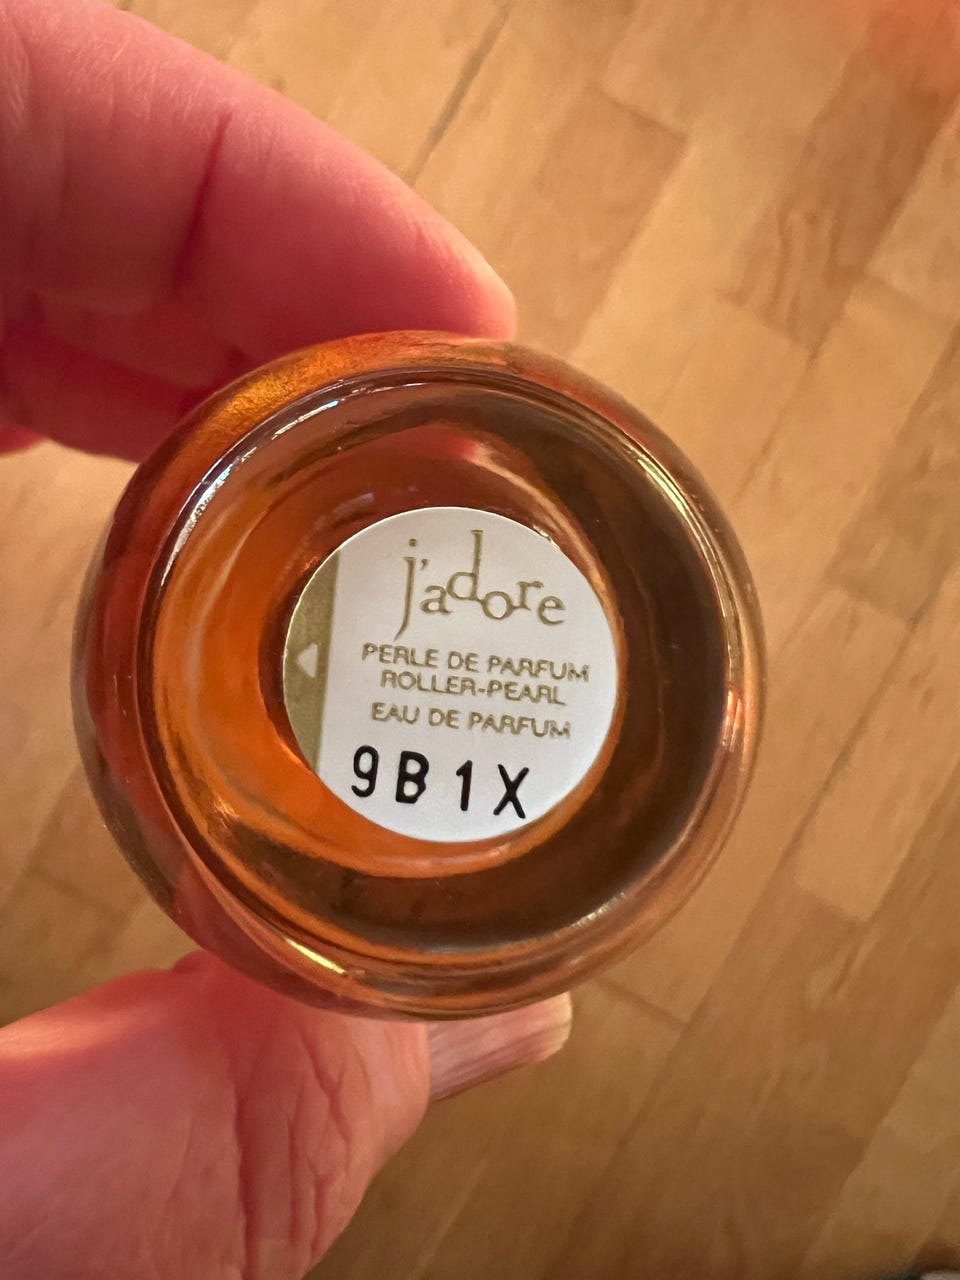 j'adore
PERLE DE PARFUM
ROLLER-PEARL
EAU DE PARFUM
9B1X